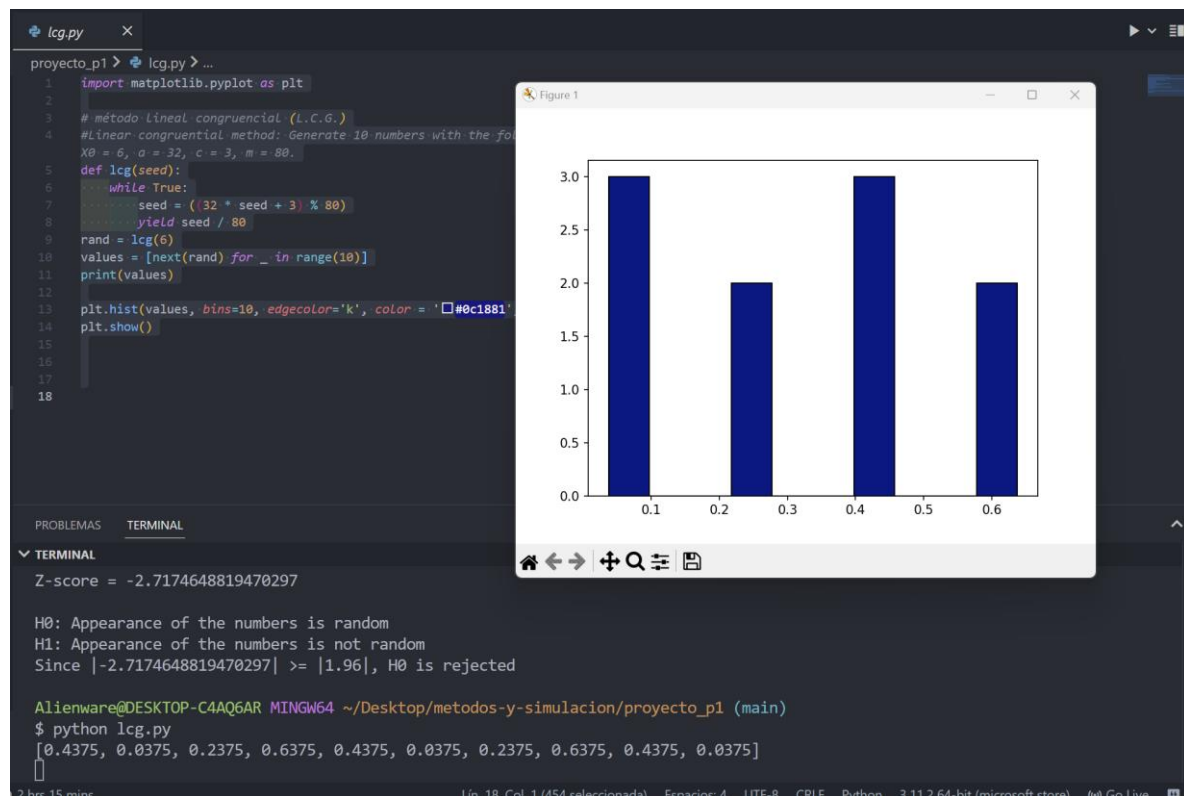 lcg.py
proyecto_p1 > lcg.py > ...
1 import matplotlib.pyplot as plt
2
3 # método lineal congruencial (L.C.G.)
4 #Linear congruential method: Generate 10 numbers with the fol
X0 = 6, a = 32, c = 3, m = 80.
5 def lcg(seed):
6 while True:
7 seed = ((32 * seed + 3) % 80)
8 yield seed / 80
9 rand = lcg(6)
10 values = [next(rand) for _ in range(10)]
11 print(values)
12
13 plt.hist(values, bins=10, edgecolor='k', color = '#0c1881',
14 plt.show()
15
16
17
18
Figure 1
3.0
2.5
2.0
1.5
1.0
0.5
0.0
0.1 0.2 0.3 0.4 0.5 0.6
PROBLEMAS TERMINAL
TERMINAL
Z-score = -2.7174648819470297
H0: Appearance of the numbers is random
H1: Appearance of the numbers is not random
Since |-2.7174648819470297| >= |1.96|, H0 is rejected
Alienware@DESKTOP-C4AQ6AR MINGW64 ~/Desktop/metodos-y-simulacion/proyecto_p1 (main)
$ python lcg.py
[0.4375, 0.0375, 0.2375, 0.6375, 0.4375, 0.0375, 0.2375, 0.6375, 0.4375, 0.0375]
2 hrs 15 mins Lín. 18, Col. 1 (454 seleccionada) Espacios: 4 UTF-8 CRLF Python 3.11.2 64-bit (microsoft store) Go Live